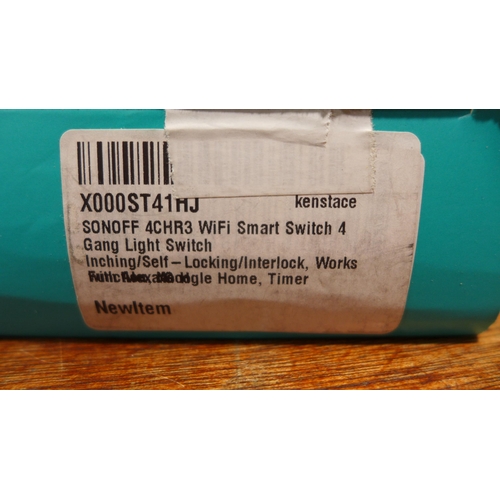 X000ST41HJ kenstace
SONOFF 4CHR3 WiFi Smart Switch 4
Gang Light Switch
Inching/Self-Locking/Interlock, Works
Home, Timer
NewItem